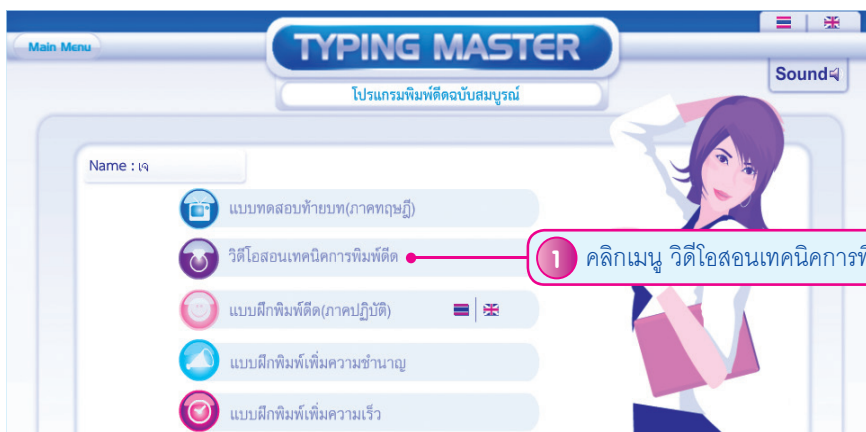 Main Menu
TYPING MASTER
Sound
โปรแกรมพิมพ์ดีดฉบับสมบูรณ์
Name : เจ
แบบทดสอบท้ายบท(ภาคทฤษฎี)
วิดีโอสอนเทคนิคการพิมพ์ดีด
1 คลิกเมนู วิดีโอสอนเทคนิคการพิ
แบบฝึกพิมพ์ดีด(ภาคปฏิบัติ)
แบบฝึกพิมพ์เพิ่มความชำนาญ
แบบฝึกพิมพ์เพิ่มความเร็ว